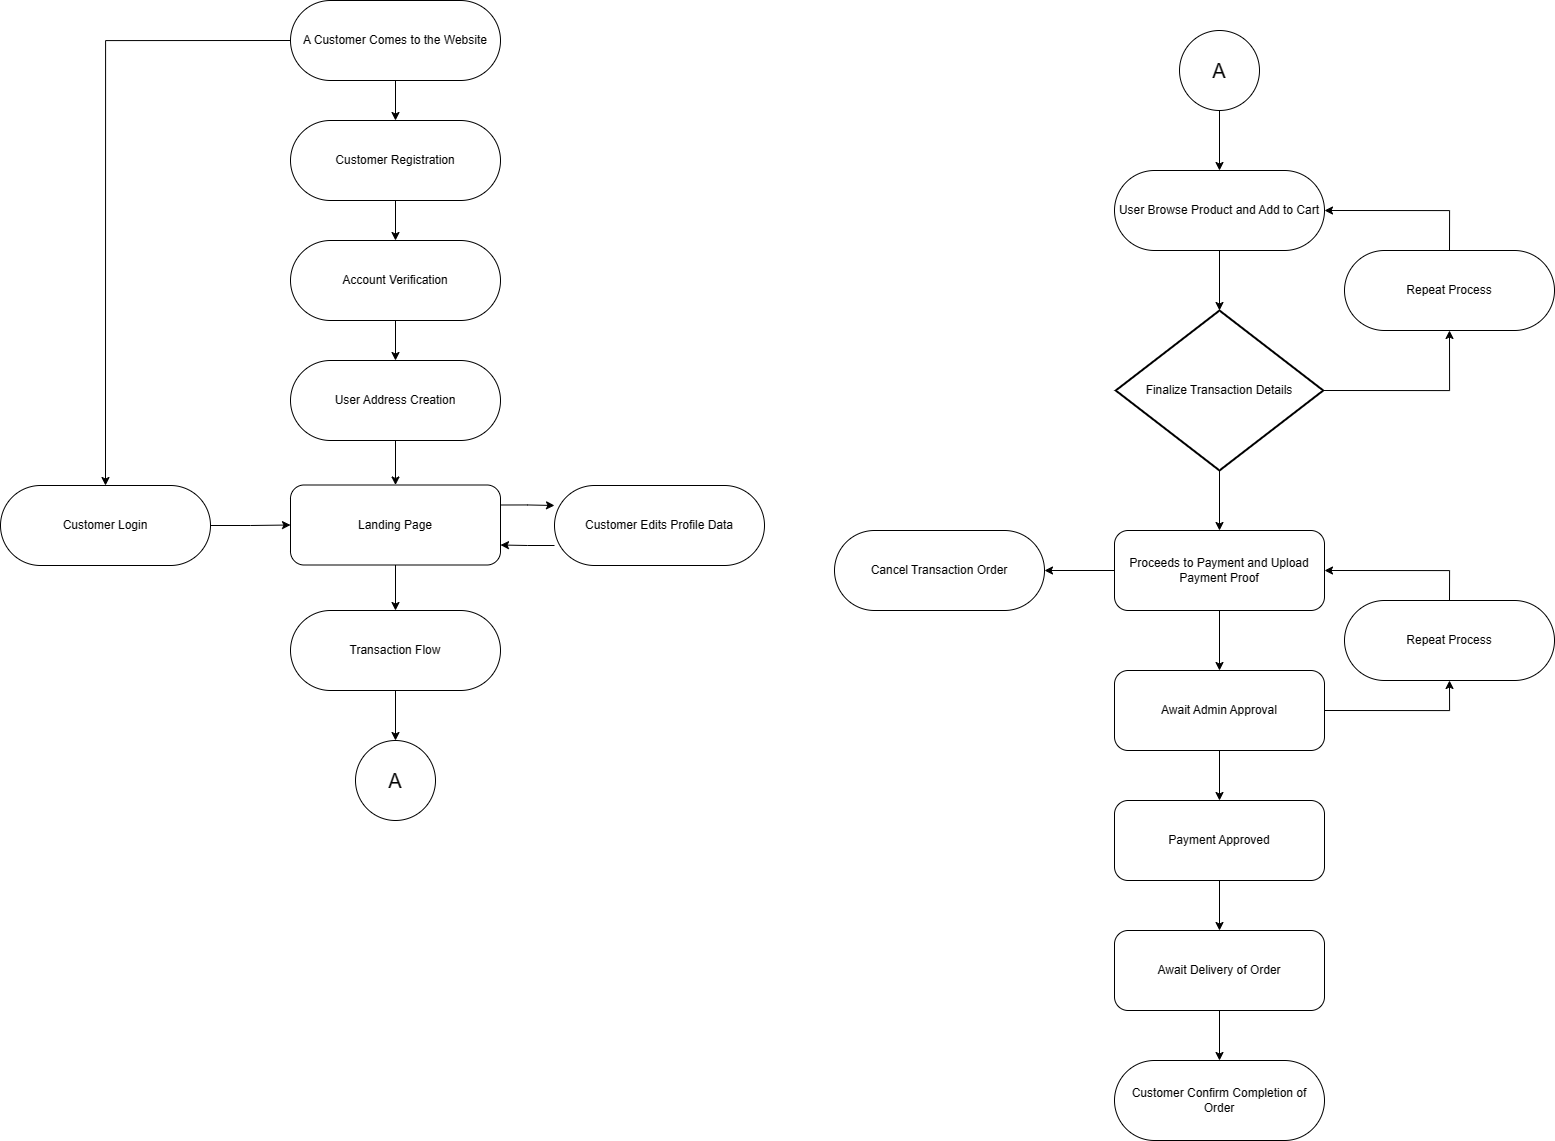 A Customer Comes to the Website
Customer Registration
Account Verification
User Address Creation
Customer Login
Landing Page
Customer Edits Profile Data
Transaction Flow
A
A
User Browse Product and Add to Cart
Repeat Process
Finalize Transaction Details
Cancel Transaction Order
Proceeds to Payment and Upload
Payment Proof
Repeat Process
Await Admin Approval
Payment Approved
Await Delivery of Order
Customer Confirm Completion of
Order